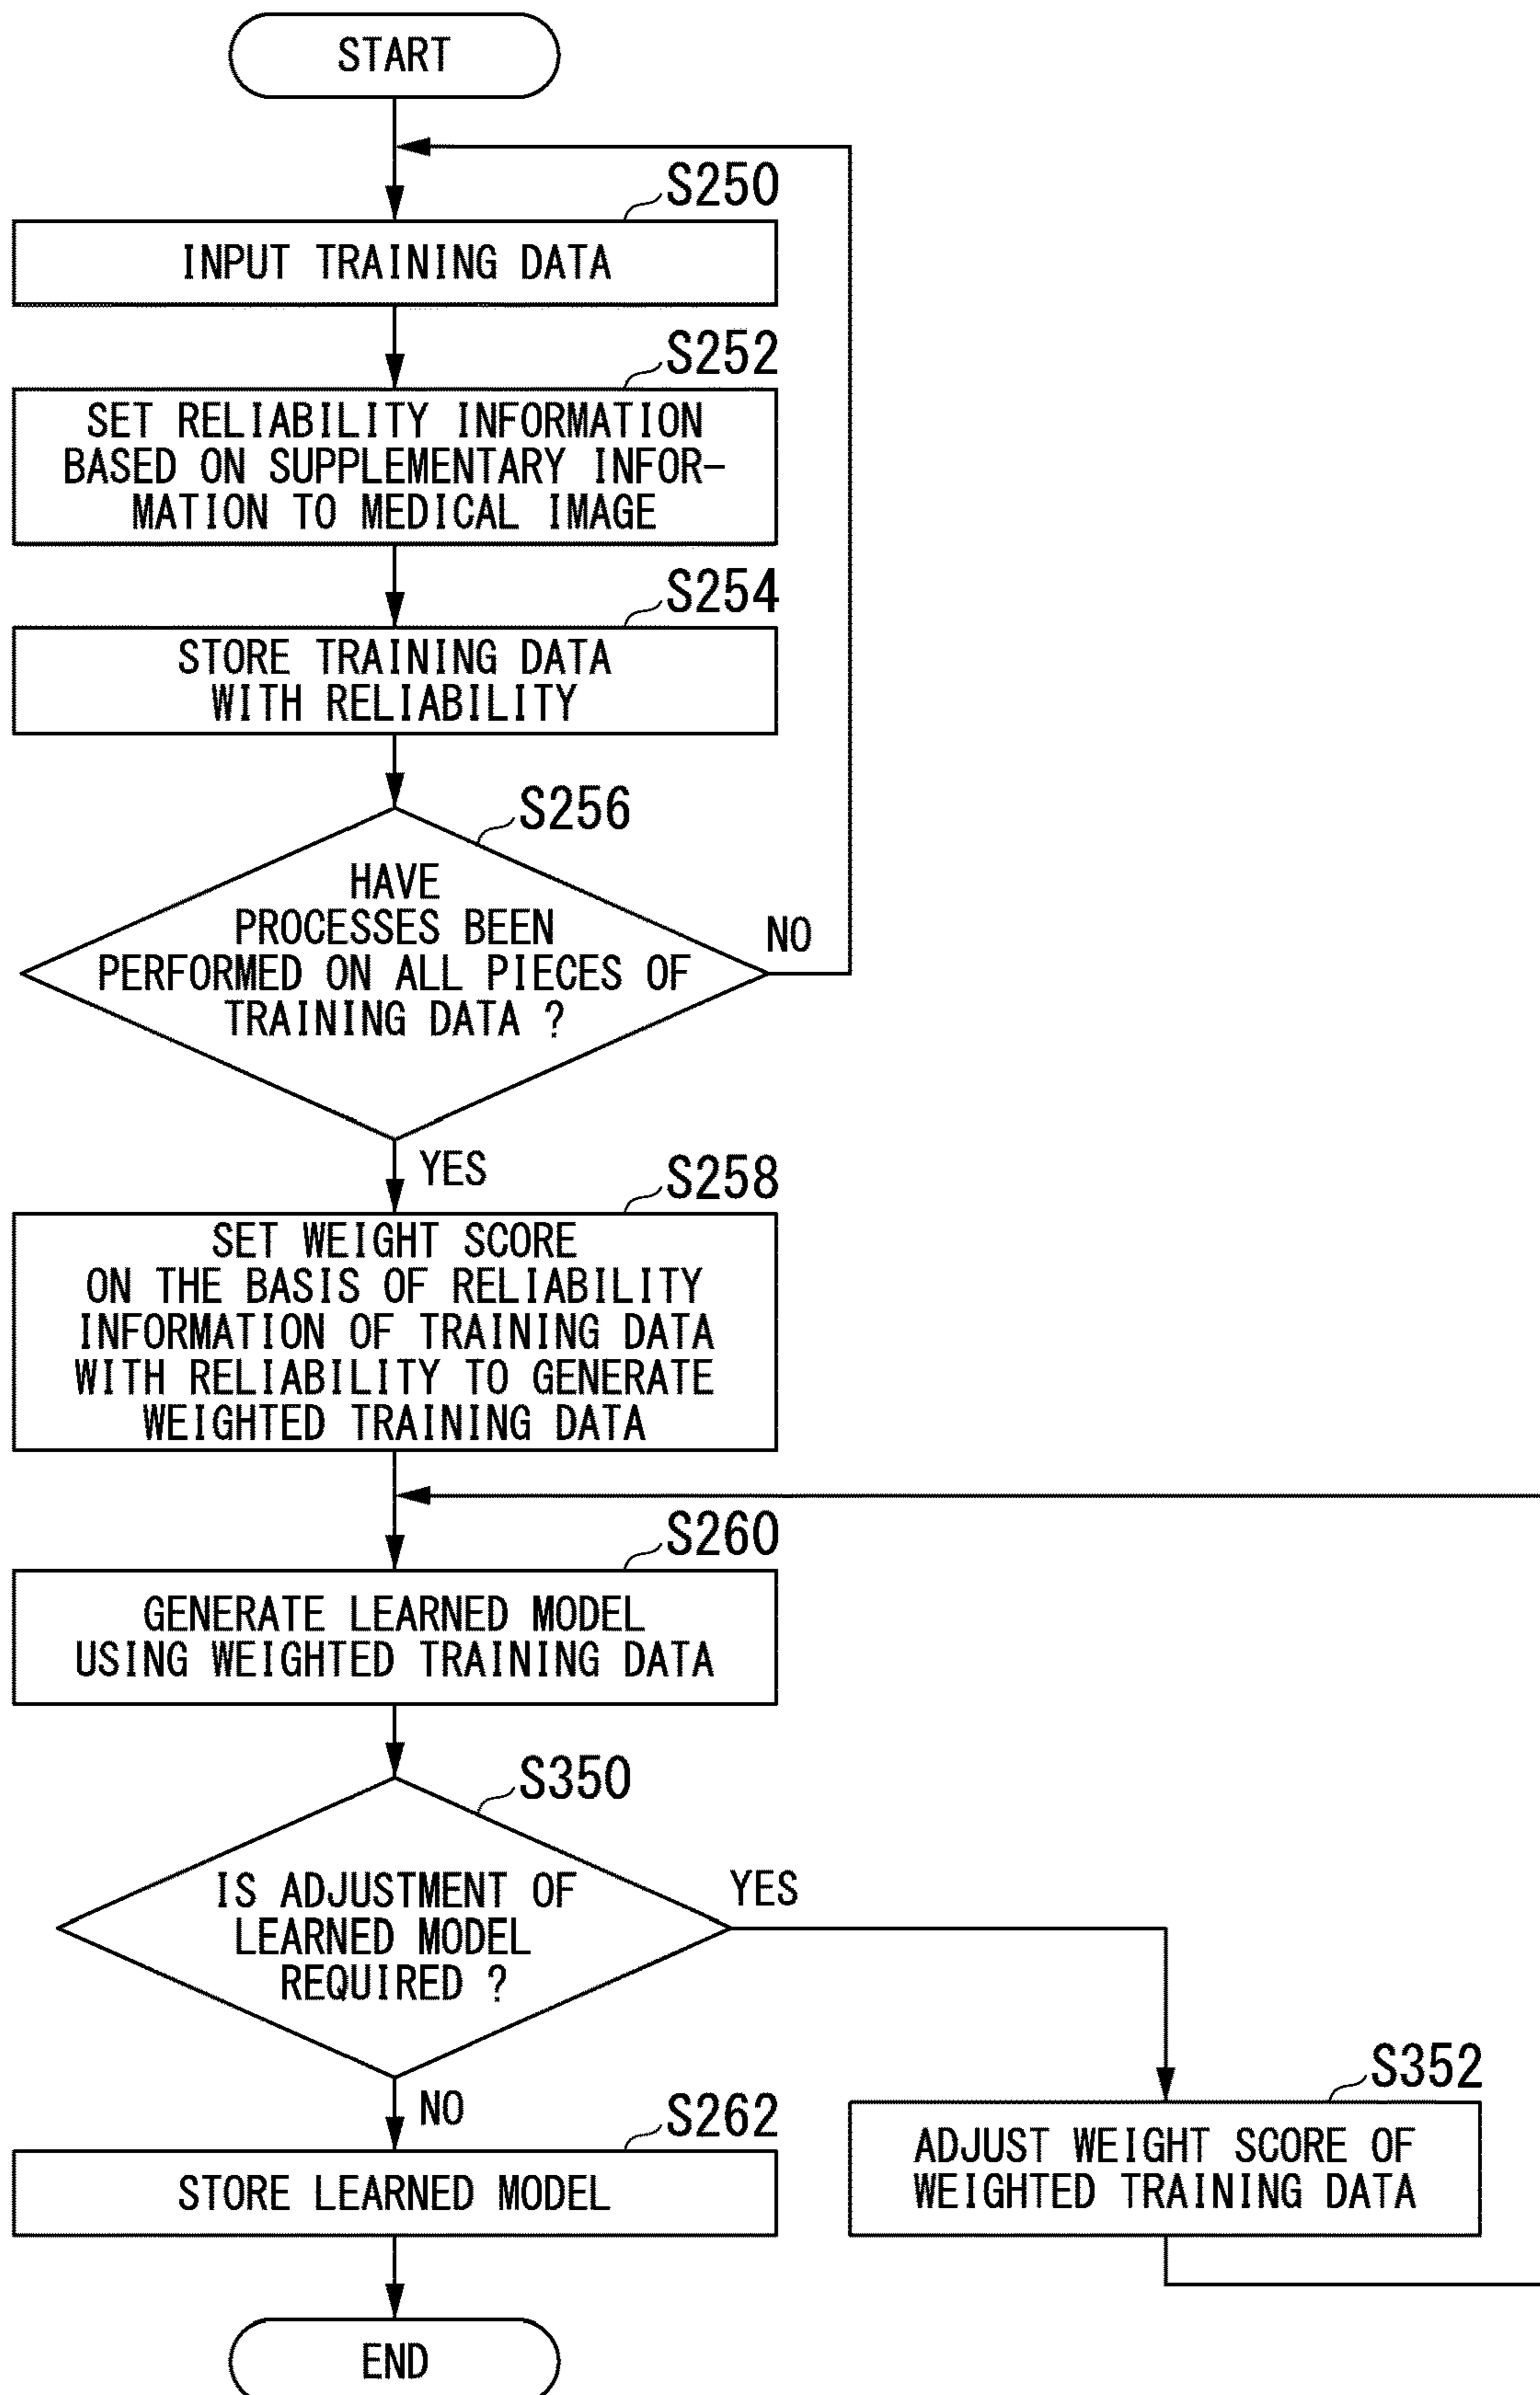 START
S250
INPUT TRAINING DATA
S252
SET RELIABILITY INFORMATION
BASED ON SUPPLEMENTARY INFOR-
MATION TO MEDICAL IMAGE
S254
STORE TRAINING DATA
WITH RELIABILITY
S256
HAVE
PROCESSES BEEN
PERFORMED ON ALL PIECES OF
TRAINING DATA ?
NO
YES
S258
SET WEIGHT SCORE
ON THE BASIS OF RELIABILITY
INFORMATION OF TRAINING DATA
WITH RELIABILITY TO GENERATE
WEIGHTED TRAINING DATA
S260
GENERATE LEARNED MODEL
USING WEIGHTED TRAINING DATA
S350
IS ADJUSTMENT OF
LEARNED MODEL
REQUIRED ?
YES
NO
S352
ADJUST WEIGHT SCORE OF
WEIGHTED TRAINING DATA
S262
STORE LEARNED MODEL
END